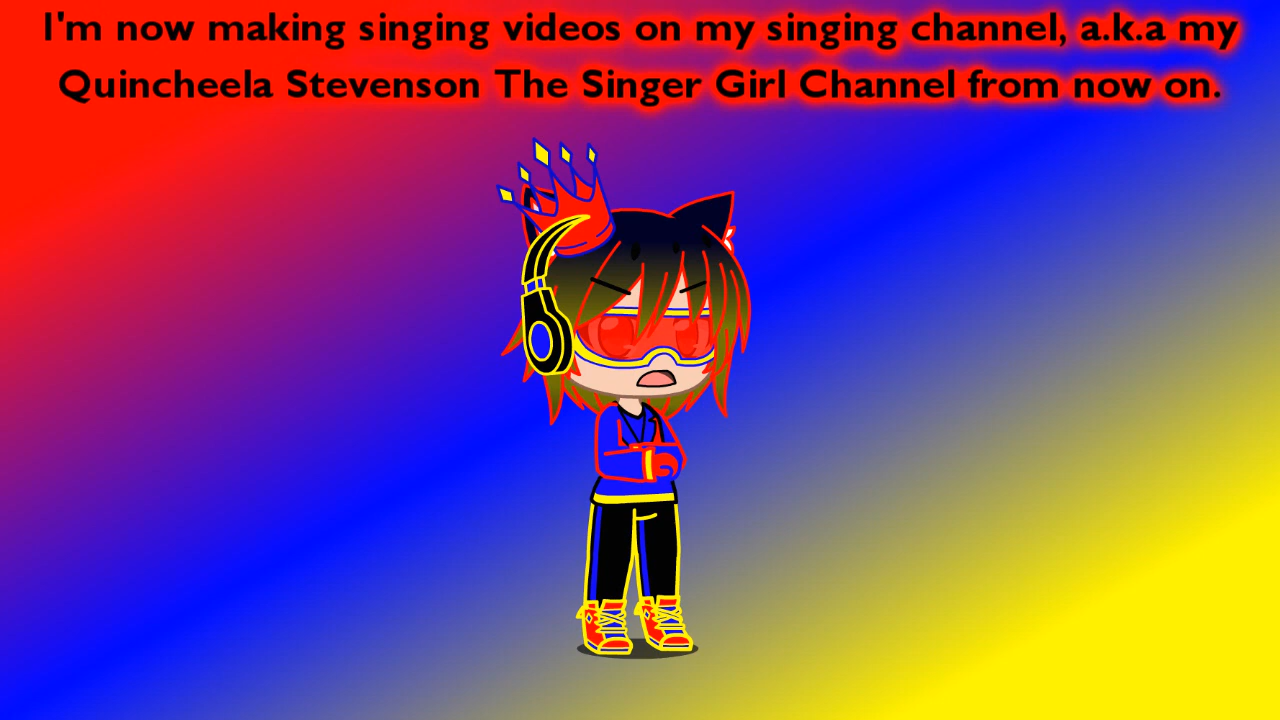 I'm now making singing videos on my singing channel, a.k.a my
Quincheela Stevenson The Singer Girl Channel from now on.